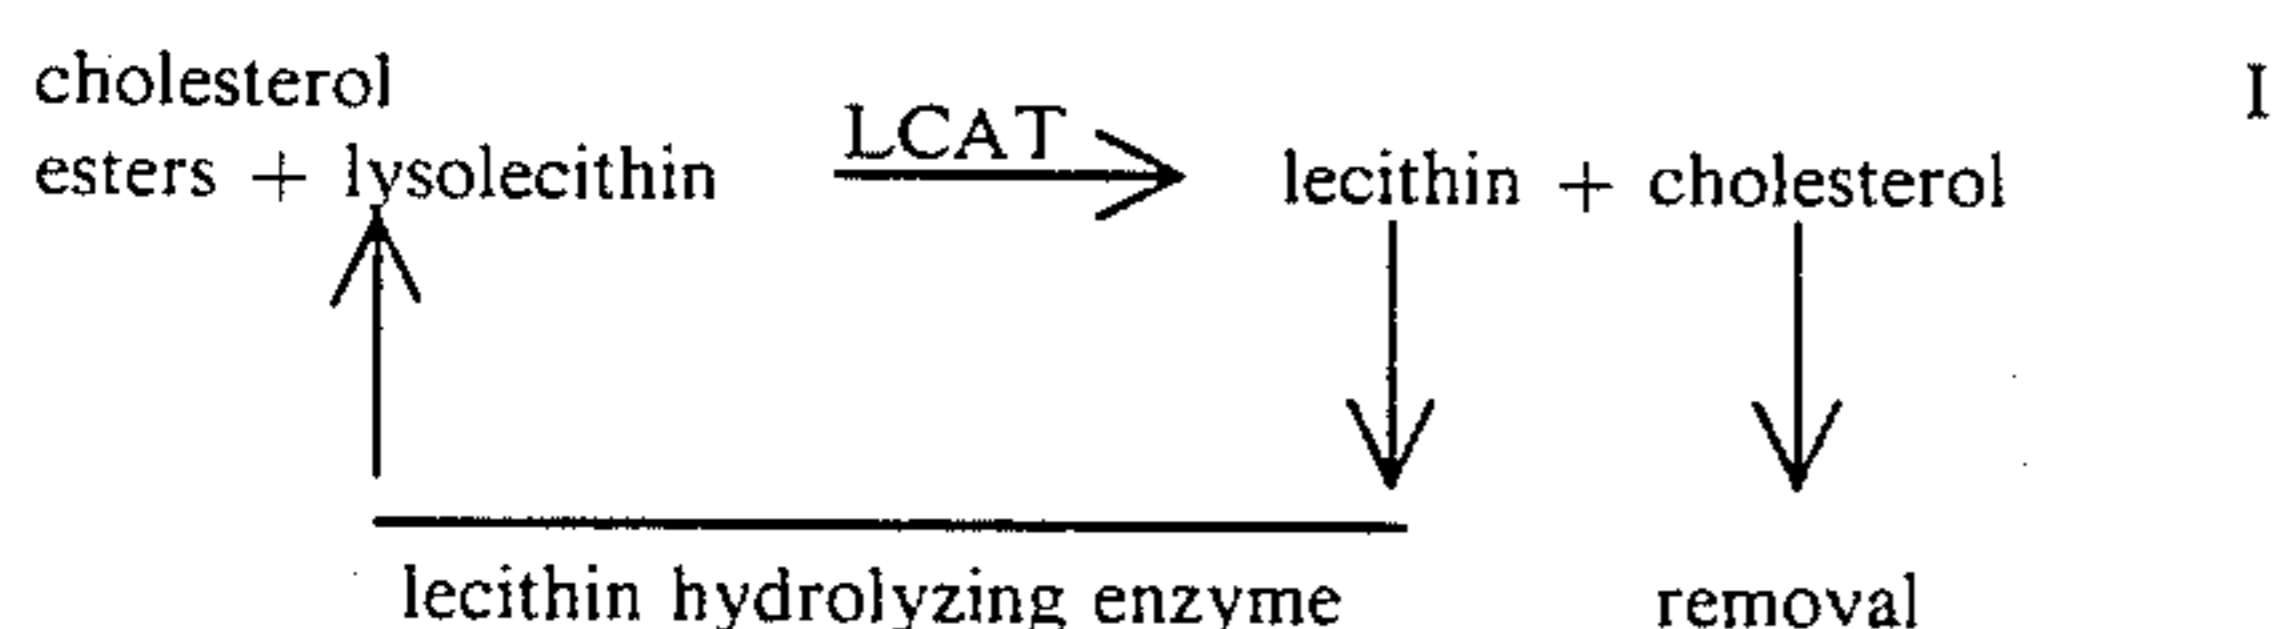 cholesterol I
esters + lysolecithin LCAT lecithin + cholesterol
lecithin hydrolyzing enzyme removal